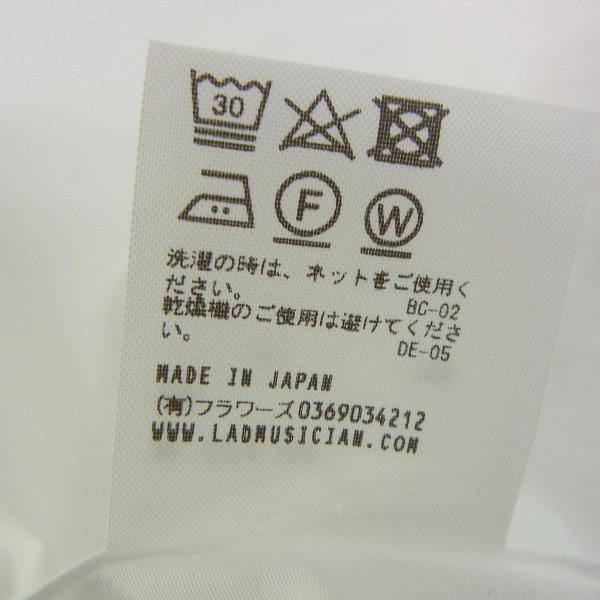 30
F W
洗濯の時は、ネットをご使用く
ださい。 BC-02
乾燥機のご使用は避けてくださ
い。 DE-05
MADE IN JAPAN
(有)フラワーズ0369034212
WWW.LADMUSICIAN.COM